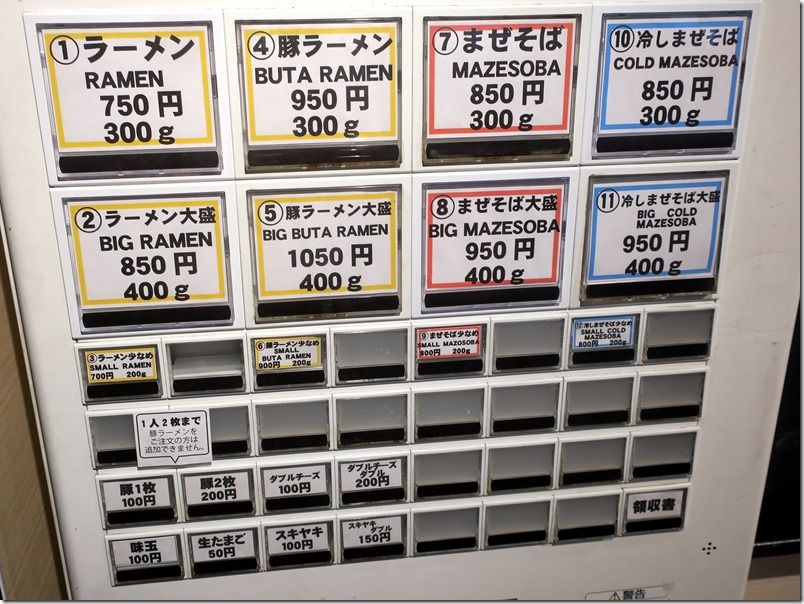 ①ラーメン
RAMEN
750円
300g
④豚ラーメン
BUTA RAMEN
950円
300g
⑦まぜそば
MAZESOBA
850円
300g
⑩冷しまぜそば
COLD MAZESOBA
850円
300g
②ラーメン大盛
BIG RAMEN
850円
400g
⑤豚ラーメン大盛
BIG BUTA RAMEN
1050円
400g
⑧まぜそば大盛
BIG MAZESOBA
950円
400g
⑪冷しまぜそば大盛
BIG COLD
MAZESOBA
950円
400g
③ラーメン少なめ
SMALL RAMEN
700円 200g
⑥豚ラーメン少なめ
SMALL
BUTA RAMEN
900円 200g
⑨まぜそば少なめ
SMALL MAZOSOBA
800円 200g
⑫冷しまぜそば少なめ
SMALL COLD
MAZESOBA
800円 200g
1人2枚まで
豚ラーメンを
ご注文の方は
追加できません。
豚1枚
100円
豚2枚
200円
ダブルチーズ
100円
ダブルチーズ
ダブル
200円
領収書
味玉
100円
生たまご
50円
スキヤキ
100円
スキヤキ
ダブル
150円
警告